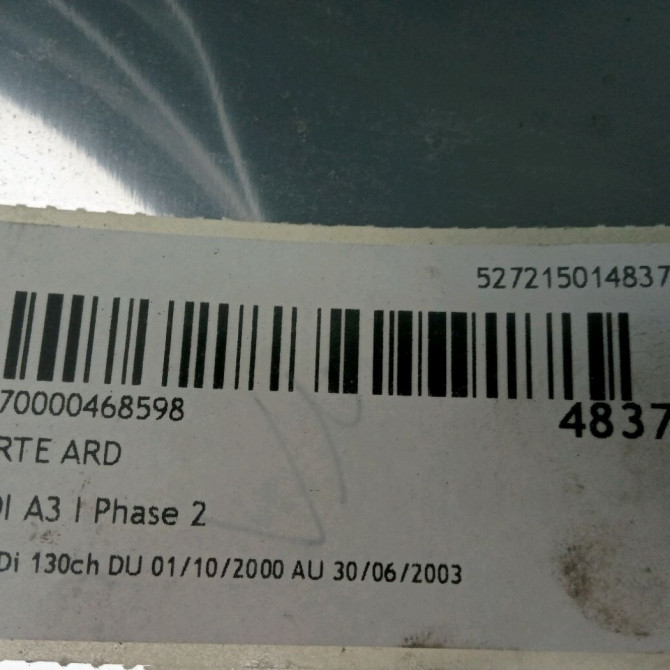 527215014837
70000468598
4837
RTE ARD
DI A3 I Phase 2
Di 130ch DU 01/10/2000 AU 30/06/2003